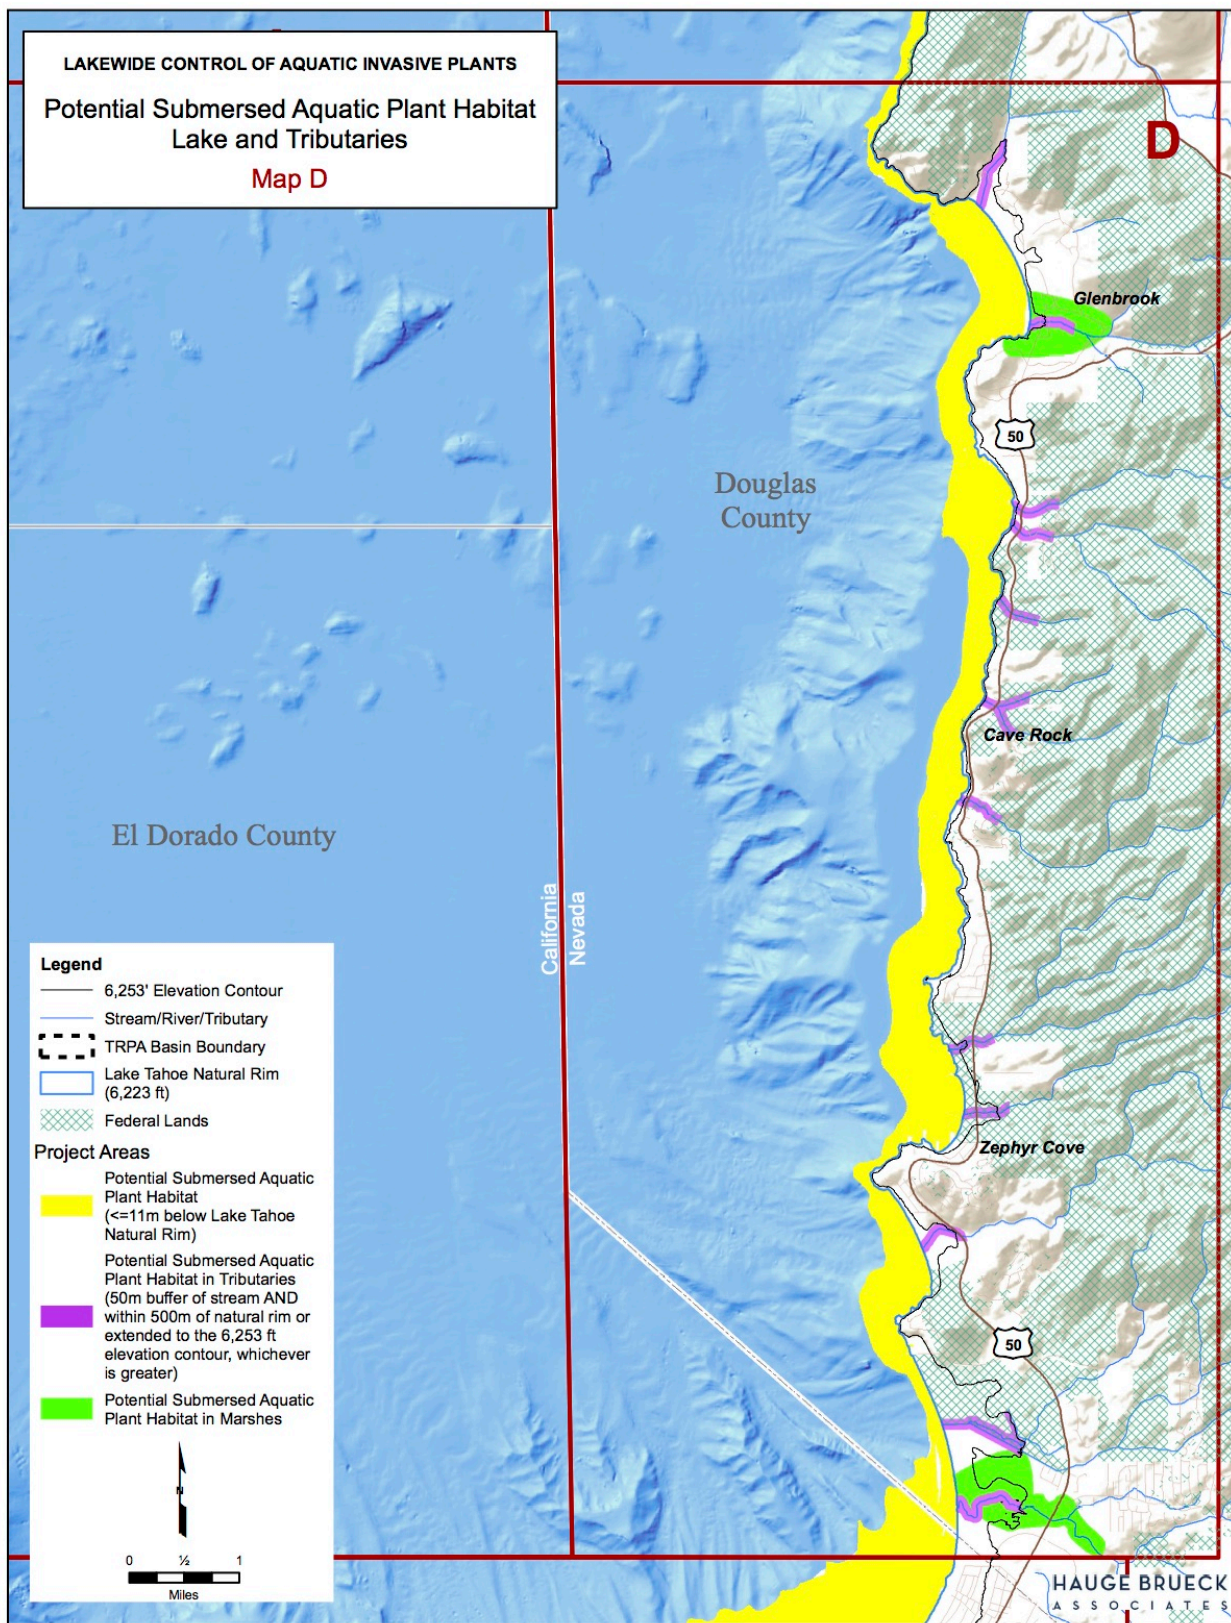 LAKEWIDE CONTROL OF AQUATIC INVASIVE PLANTS
Potential Submersed Aquatic Plant Habitat
Lake and Tributaries
Map D
D
Glenbrook
50
Douglas
County
Cave Rock
El Dorado County
California
Nevada
Zephyr Cove
50
Legend
6,253' Elevation Contour
Stream/River/Tributary
TRPA Basin Boundary
Lake Tahoe Natural Rim
(6,223 ft)
Federal Lands
Project Areas
Potential Submersed Aquatic
Plant Habitat
(<=11m below Lake Tahoe
Natural Rim)
Potential Submersed Aquatic
Plant Habitat in Tributaries
(50m buffer of stream AND
within 500m of natural rim or
extended to the 6,253 ft
elevation contour, whichever
is greater)
Potential Submersed Aquatic
Plant Habitat in Marshes
N
0 ½ 1
Miles
HAUGE BRUECK
ASSOCIATES